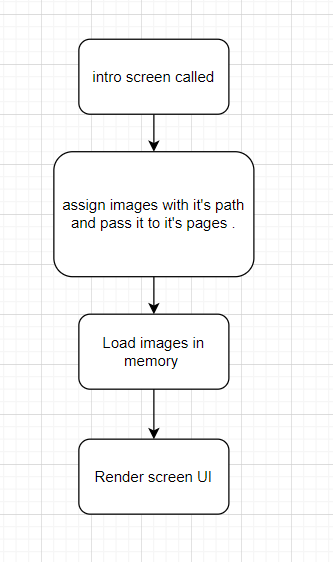 intro screen called
assign images with it's path
and pass it to it's pages .
Load images in
memory
Render screen UI